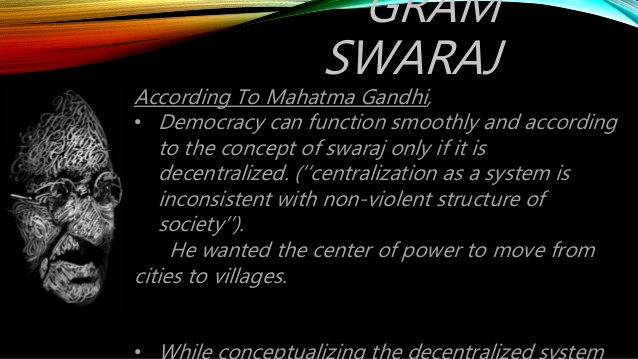 GRAM
SWARAJ
According To Mahatma Gandhi,
• Democracy can function smoothly and according
to the concept of swaraj only if it is
decentralized. (‘‘centralization as a system is
inconsistent with non-violent structure of
society’’).
He wanted the center of power to move from
cities to villages.
• While conceptualizing the decentralized system